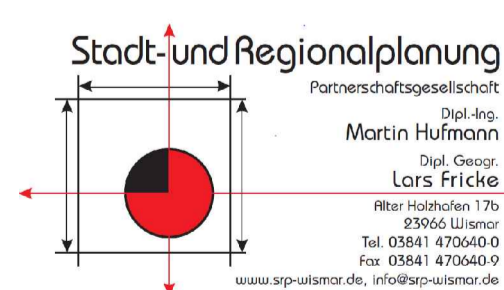 Stadt- und Regionalplanung
Partnerschaftsgesellschaft
Dipl.-Ing.
Martin Hufmann
Dipl. Geogr.
Lars Fricke
Alter Holzhafen 17b
23966 Wismar
Tel. 03841 470640-0
Fax 03841 470640-9
www.srp-wismar.de, info@srp-wismar.de